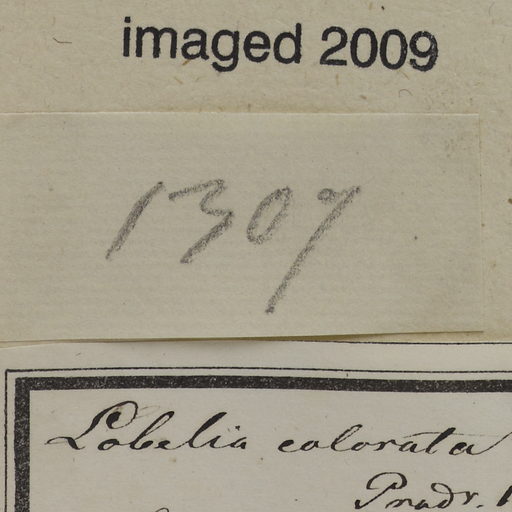 imaged 2009
1307
Lobelia colorata
Prodr.